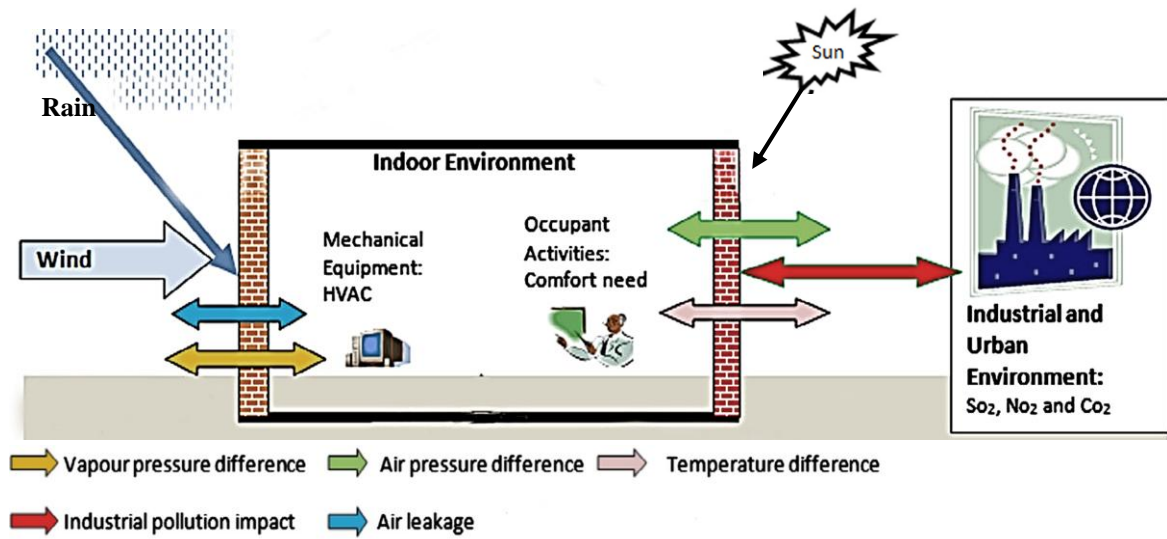 Sun
Rain
Indoor Environment
Wind
Mechanical
Equipment:
HVAC
Occupant
Activities:
Comfort need
Industrial and
Urban
Environment:
So₂, No₂ and Co₂
Vapour pressure difference
Air pressure difference
Temperature difference
Industrial pollution impact
Air leakage